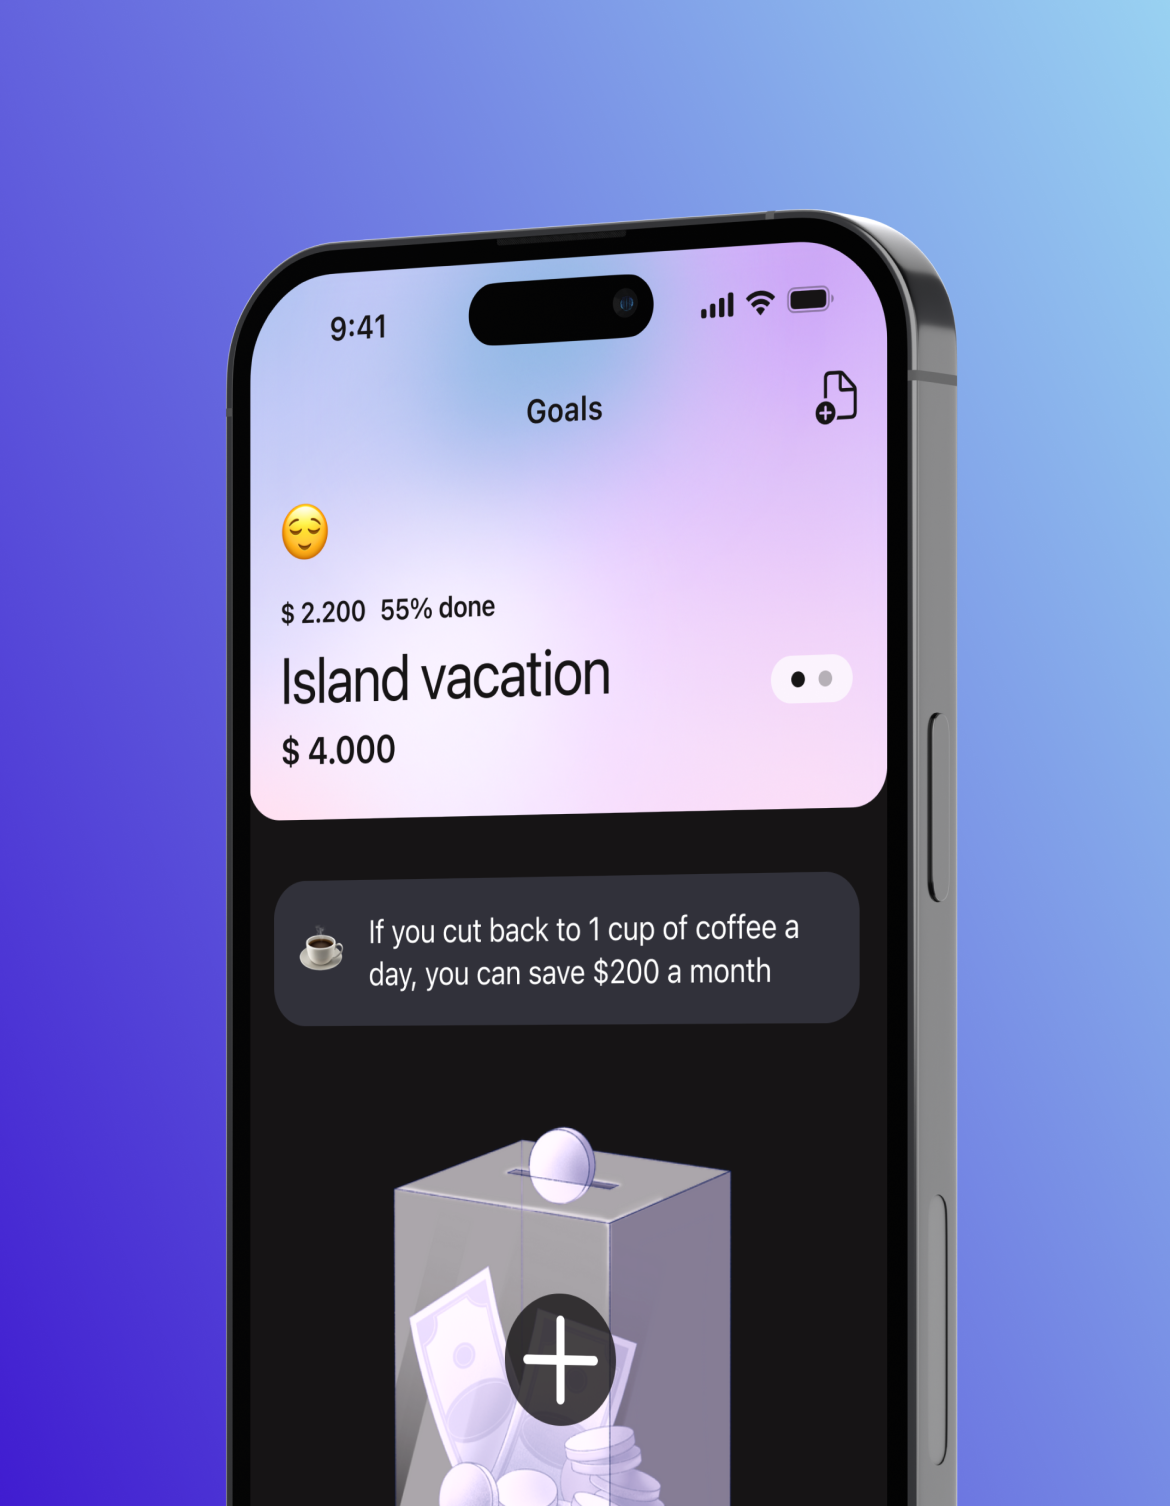 9:41
Goals
$ 2.200 55% done
Island vacation
$ 4.000
If you cut back to 1 cup of coffee a
day, you can save $200 a month